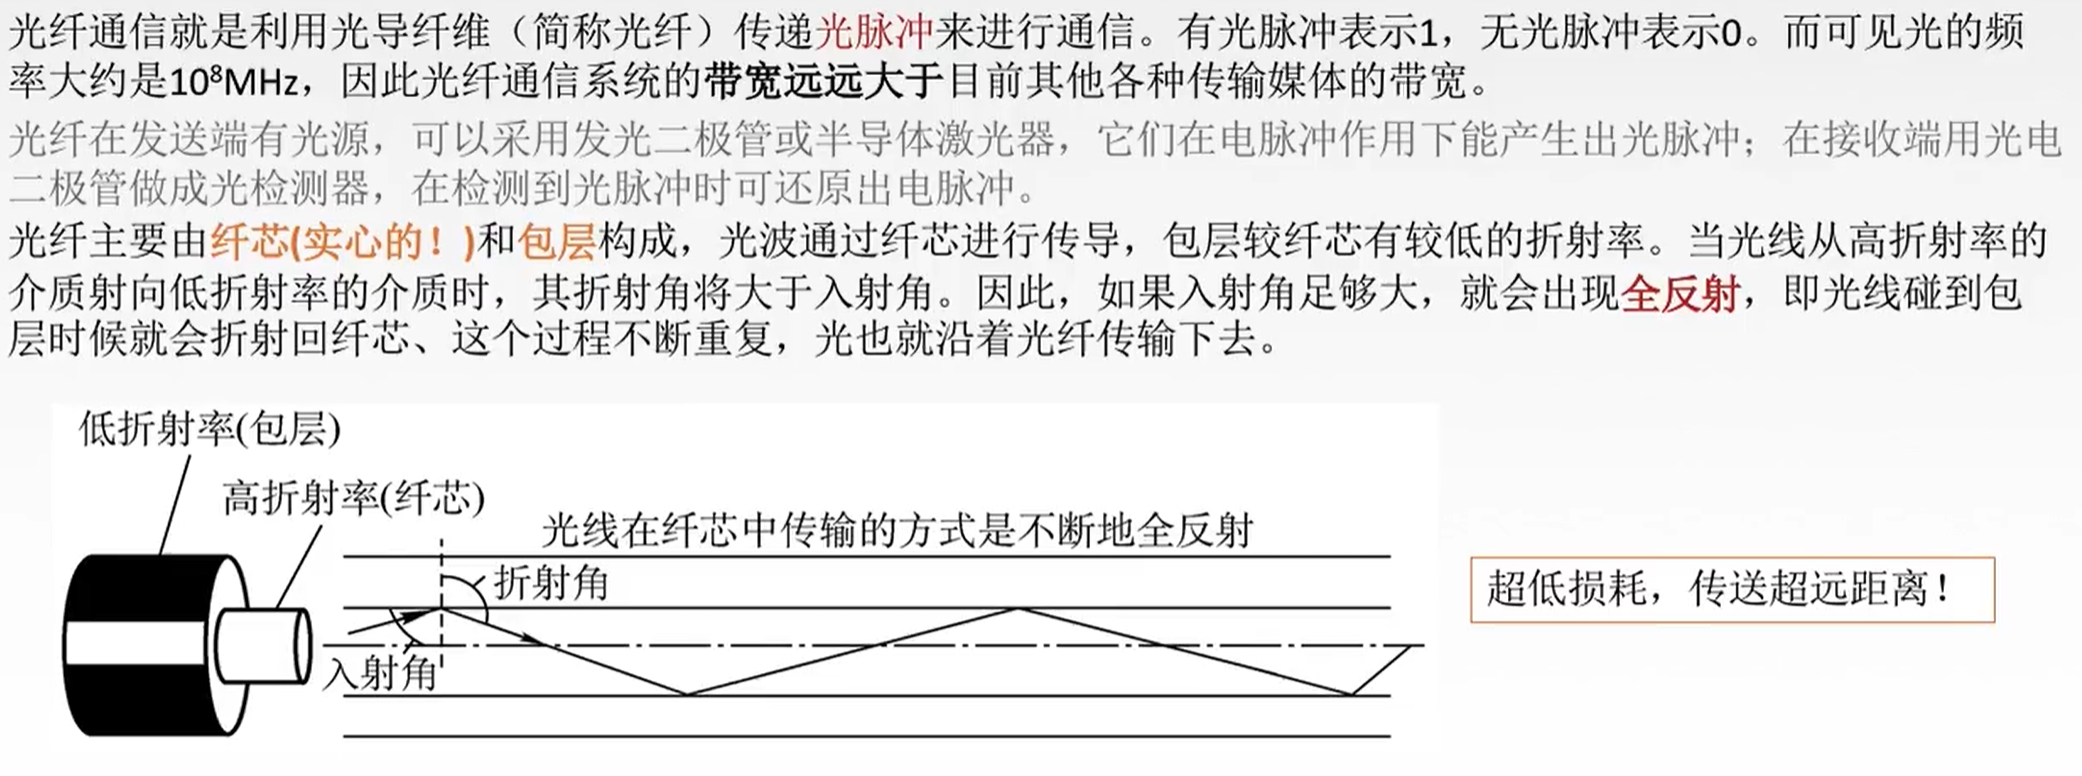 光纤通信就是利用光导纤维（简称光纤）传递光脉冲来进行通信。有光脉冲表示1，无光脉冲表示0。而可见光的频
率大约是10⁸MHz，因此光纤通信系统的带宽远远大于目前其他各种传输媒体的带宽。
光纤在发送端有光源，可以采用发光二极管或半导体激光器，它们在电脉冲作用下能产生出光脉冲；在接收端用光电
二极管做成光检测器，在检测到光脉冲时可还原出电脉冲。
光纤主要由纤芯(实心的！)和包层构成，光波通过纤芯进行传导，包层较纤芯有较低的折射率。当光线从高折射率的
介质射向低折射率的介质时，其折射角将大于入射角。因此，如果入射角足够大，就会出现全反射，即光线碰到包
层时候就会折射回纤芯、这个过程不断重复，光也就沿着光纤传输下去。
低折射率(包层)
高折射率(纤芯)
光线在纤芯中传输的方式是不断地全反射
折射角
入射角
超低损耗，传送超远距离！